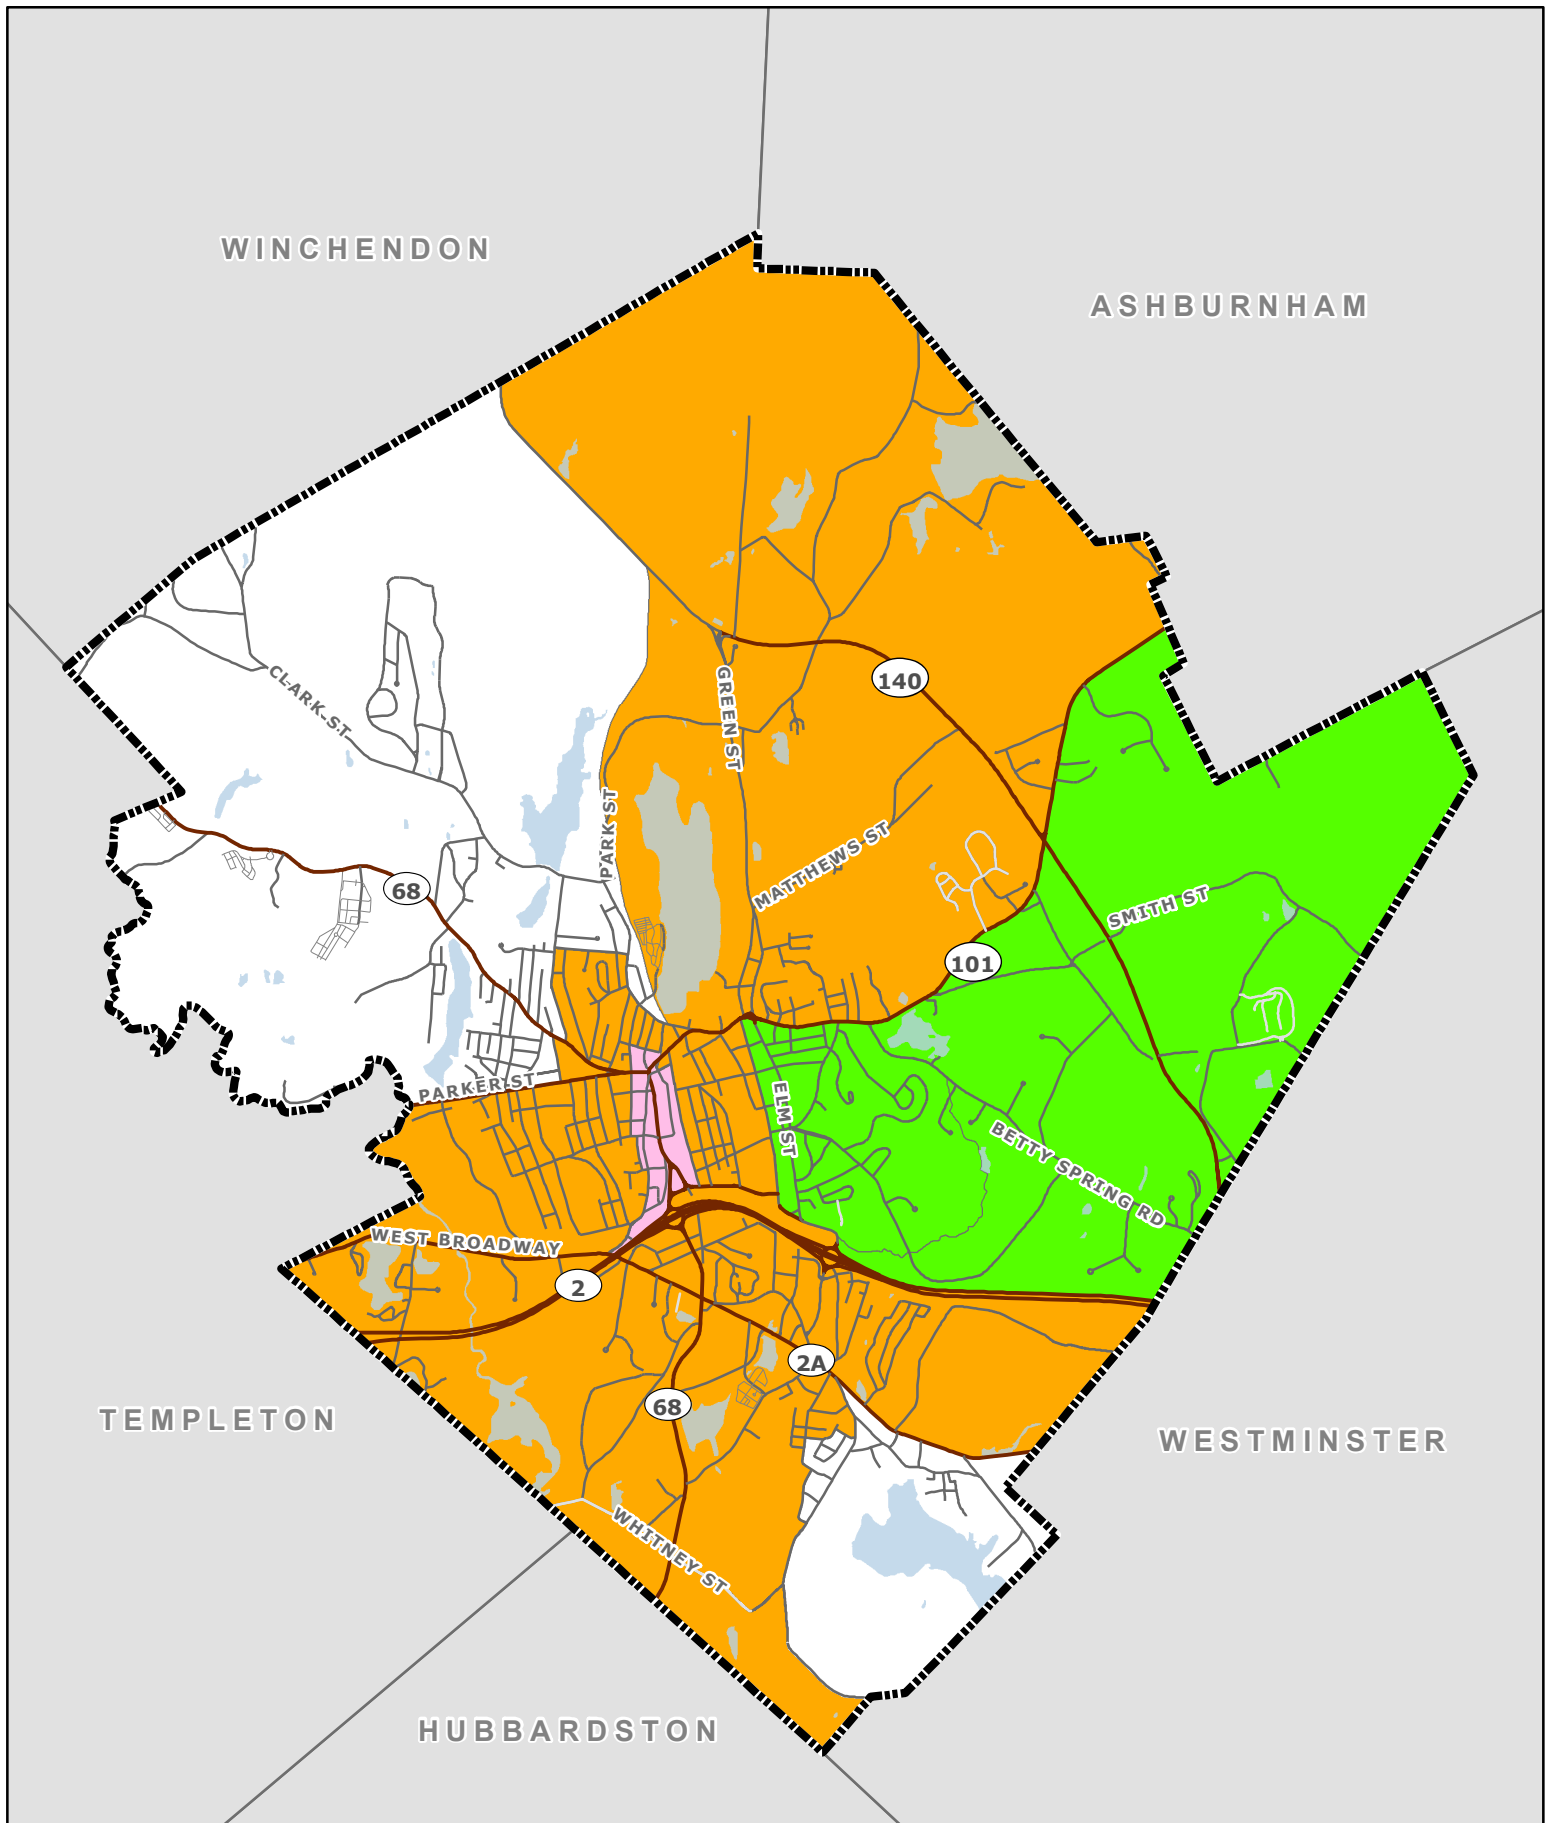 WINCHENDON
ASHBURNHAM
CLARK ST
GREEN ST
140
PARK ST
MATTHEWS ST
68
SMITH ST
101
PARKER ST
ELM ST
BETTY SPRING RD
WEST BROADWAY
2
2A
68
TEMPLETON
WESTMINSTER
WHITNEY ST
HUBBARDSTON